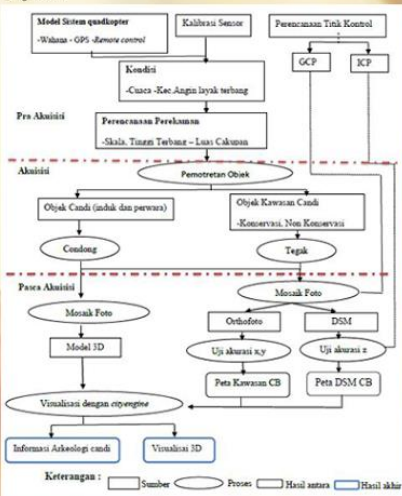 Model Sistem quadkopter
-Wahana - GPS -Remote control
Kalibrasi Sensor
Perencanaan Titik Kontrol
GCP
ICP
Kondisi
-Cuaca -Kec.Angin layak terbang
Pra Akuisisi
Perencanaan Perekaman
-Skala, Tinggi Terbang – Luas Cakupan
Akuisisi
Pemotretan Objek
Objek Candi (induk dan perwara)
Objek Kawasan Candi
-Konservasi, Non Konservasi
Condong
Tegak
Pasca Akuisisi
Mosaik Foto
Mosaik Foto
Orthofoto
DSM
Model 3D
Uji akurasi x,y
Uji akurasi z
Peta Kawasan CB
Peta DSM CB
Visualisasi dengan cityengine
Informasi Arkeologi candi
Visualisai 3D
Keterangan :
Sumber
Proses
Hasil antara
Hasil akhir